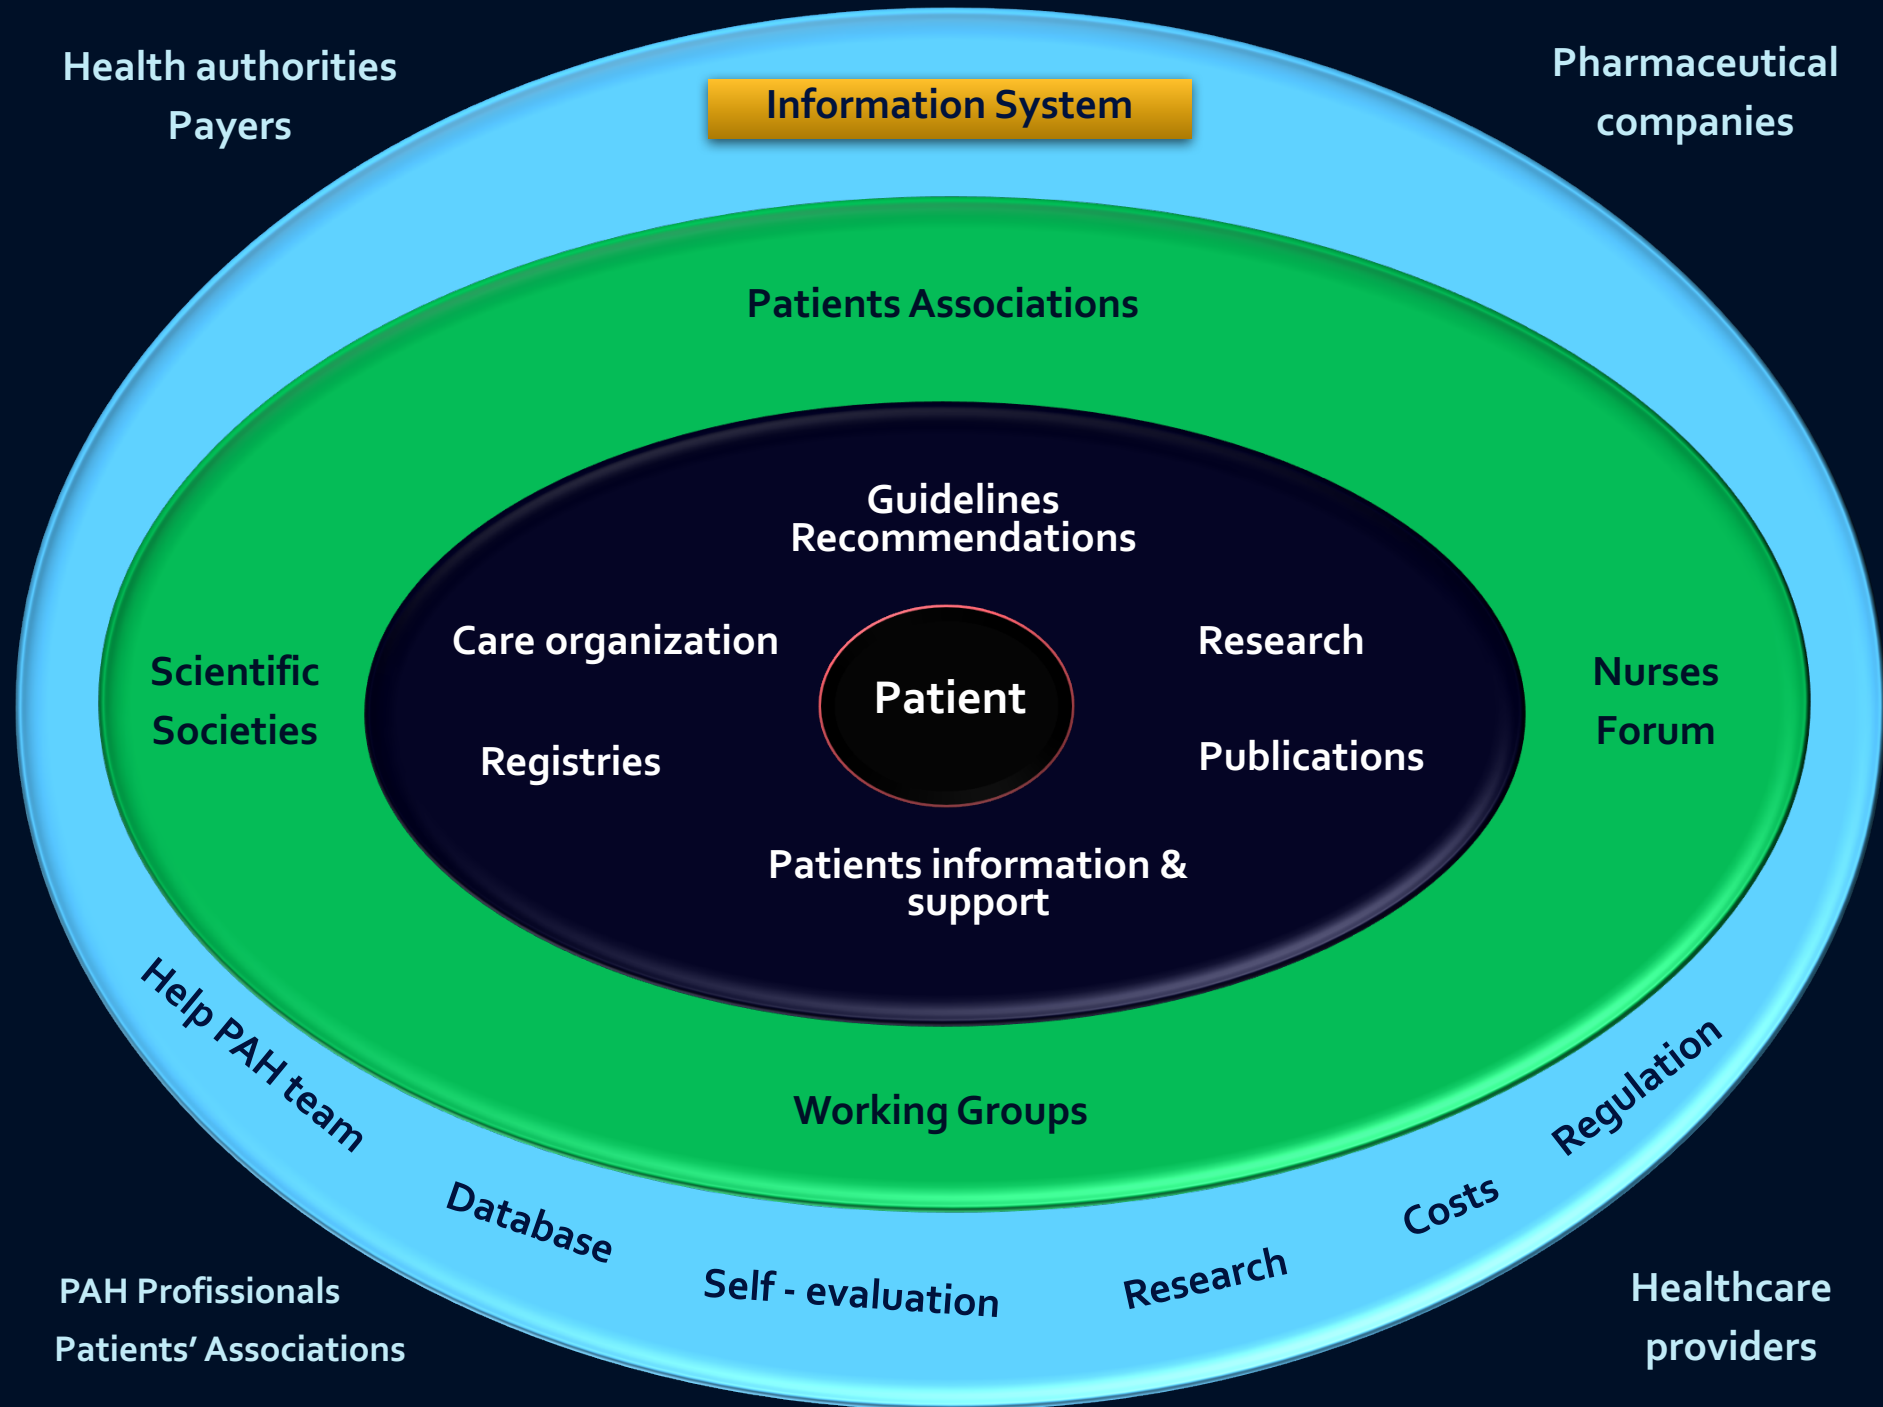 Health authorities
Payers
Pharmaceutical
companies
Information System
Patients Associations
Guidelines
Recommendations
Care organization
Research
Scientific
Societies
Patient
Nurses
Forum
Registries
Publications
Patients information &
support
Help PAH team
Working Groups
Regulation
Database
Costs
Self - evaluation
Research
PAH Profissionals
Patients’ Associations
Healthcare
providers